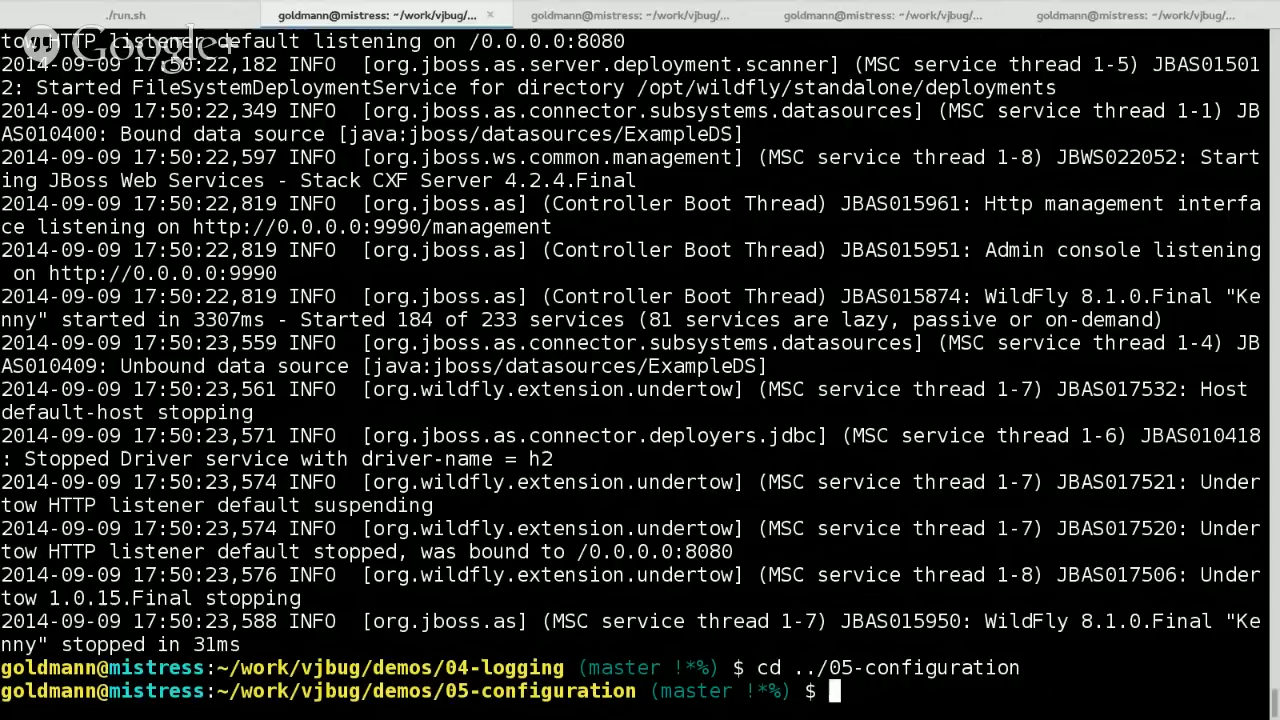 ./run.sh
goldmann@mistress: ~/work/vjbug/... ×
goldmann@mistress: ~/work/vjbug/...
goldmann@mistress: ~/work/vjbug/...
goldmann@mistress: ~/work/vjbug/...
Google+
tow HTTP listener default listening on /0.0.0.0:8080
2014-09-09 17:50:22,182 INFO  [org.jboss.as.server.deployment.scanner] (MSC service thread 1-5) JBAS01501
2: Started FileSystemDeploymentService for directory /opt/wildfly/standalone/deployments
2014-09-09 17:50:22,349 INFO  [org.jboss.as.connector.subsystems.datasources] (MSC service thread 1-1) JB
AS010400: Bound data source [java:jboss/datasources/ExampleDS]
2014-09-09 17:50:22,597 INFO  [org.jboss.ws.common.management] (MSC service thread 1-8) JBWS022052: Start
ing JBoss Web Services - Stack CXF Server 4.2.4.Final
2014-09-09 17:50:22,819 INFO  [org.jboss.as] (Controller Boot Thread) JBAS015961: Http management interfa
ce listening on http://0.0.0.0:9990/management
2014-09-09 17:50:22,819 INFO  [org.jboss.as] (Controller Boot Thread) JBAS015951: Admin console listening
 on http://0.0.0.0:9990
2014-09-09 17:50:22,819 INFO  [org.jboss.as] (Controller Boot Thread) JBAS015874: WildFly 8.1.0.Final "Ke
nny" started in 3307ms - Started 184 of 233 services (81 services are lazy, passive or on-demand)
2014-09-09 17:50:23,559 INFO  [org.jboss.as.connector.subsystems.datasources] (MSC service thread 1-4) JB
AS010409: Unbound data source [java:jboss/datasources/ExampleDS]
2014-09-09 17:50:23,561 INFO  [org.wildfly.extension.undertow] (MSC service thread 1-7) JBAS017532: Host
default-host stopping
2014-09-09 17:50:23,571 INFO  [org.jboss.as.connector.deployers.jdbc] (MSC service thread 1-6) JBAS010418
: Stopped Driver service with driver-name = h2
2014-09-09 17:50:23,574 INFO  [org.wildfly.extension.undertow] (MSC service thread 1-7) JBAS017521: Under
tow HTTP listener default suspending
2014-09-09 17:50:23,574 INFO  [org.wildfly.extension.undertow] (MSC service thread 1-7) JBAS017520: Under
tow HTTP listener default stopped, was bound to /0.0.0.0:8080
2014-09-09 17:50:23,576 INFO  [org.wildfly.extension.undertow] (MSC service thread 1-8) JBAS017506: Under
tow 1.0.15.Final stopping
2014-09-09 17:50:23,588 INFO  [org.jboss.as] (MSC service thread 1-7) JBAS015950: WildFly 8.1.0.Final "Ke
nny" stopped in 31ms
goldmann@mistress:~/work/vjbug/demos/04-logging (master !*%) $ cd ../05-configuration
goldmann@mistress:~/work/vjbug/demos/05-configuration (master !*%) $